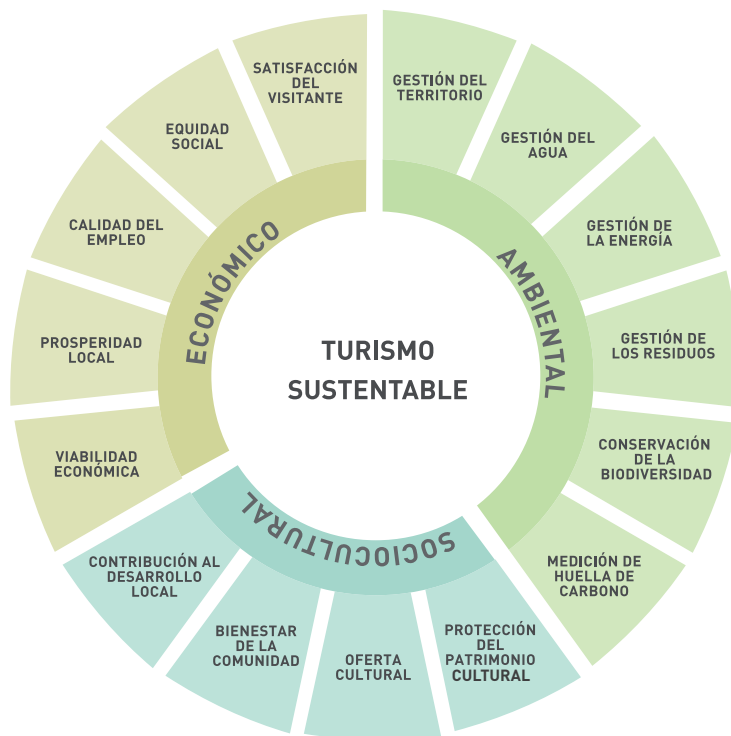 TURISMO
SUSTENTABLE
AMBIENTAL
GESTIÓN DEL
TERRITORIO
GESTIÓN DEL
AGUA
GESTIÓN DE
LA ENERGÍA
GESTIÓN DE
LOS RESIDUOS
CONSERVACIÓN
DE LA
BIODIVERSIDAD
MEDICIÓN DE
HUELLA DE
CARBONO
SOCIOCULTURAL
PROTECCIÓN
DEL
PATRIMONIO
CULTURAL
OFERTA
CULTURAL
BIENESTAR
DE LA
COMUNIDAD
CONTRIBUCIÓN AL
DESARROLLO
LOCAL
ECONÓMICO
VIABILIDAD
ECONÓMICA
PROSPERIDAD
LOCAL
CALIDAD DEL
EMPLEO
EQUIDAD
SOCIAL
SATISFACCIÓN
DEL
VISITANTE